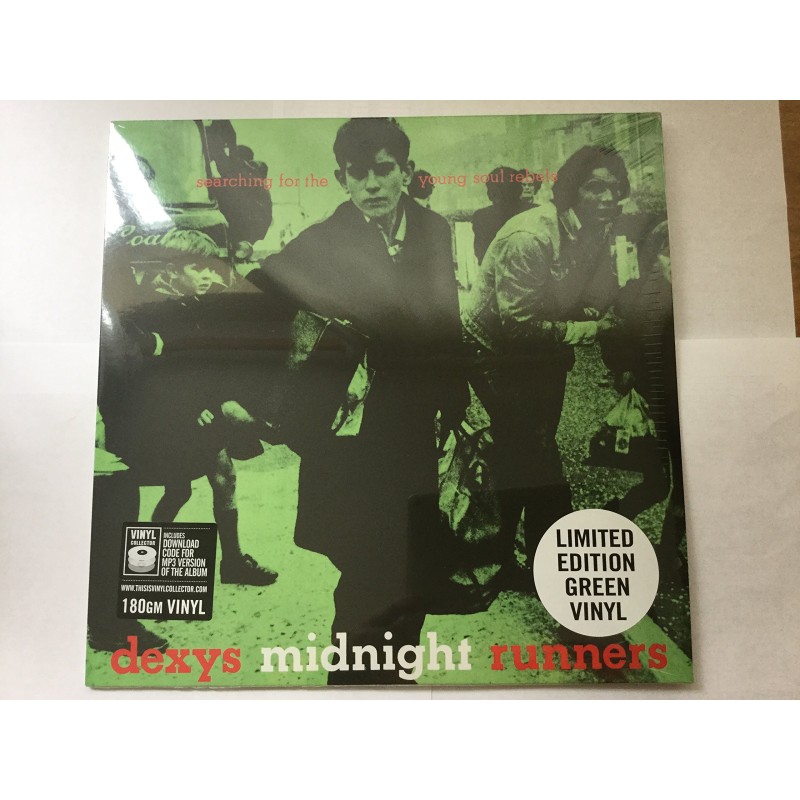 searching for the young soul rebels
Coal
VINYL
COLLECTOR
INCLUDES
DOWNLOAD
CODE FOR
MP3 VERSION
OF THE ALBUM
WWW.THISISVINYLCOLLECTOR.COM
180GM VINYL
LIMITED
EDITION
GREEN
VINYL
dexys midnight runners